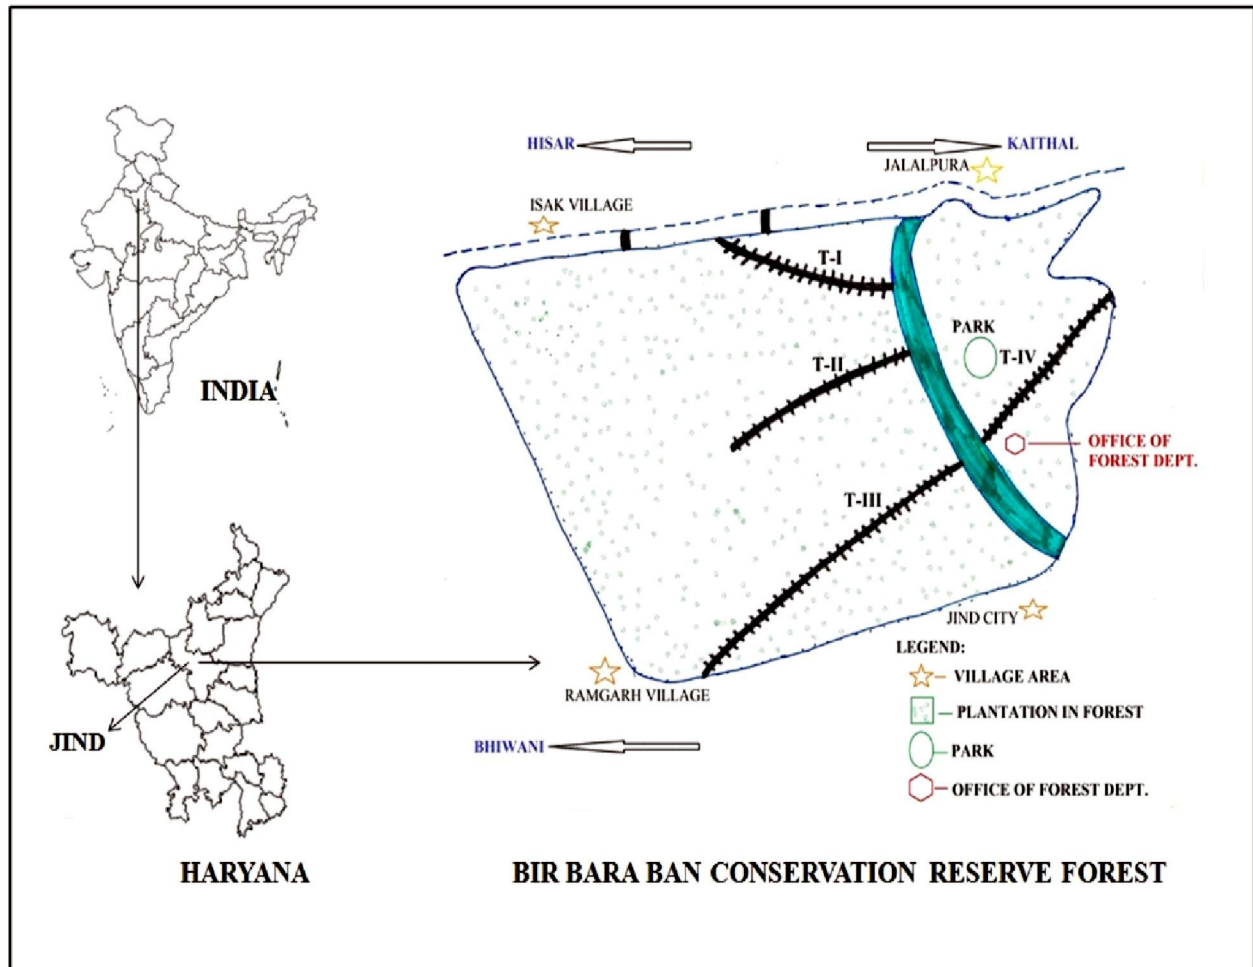 HISAR
KAITHAL
JALALPURA
ISAK VILLAGE
T-I
PARK
T-IV
T-II
INDIA
OFFICE OF
FOREST DEPT.
T-III
JIND CITY
LEGEND:
VILLAGE AREA
RAMGARH VILLAGE
PLANTATION IN FOREST
JIND
BHIWANI
PARK
OFFICE OF FOREST DEPT.
HARYANA
BIR BARA BAN CONSERVATION RESERVE FOREST